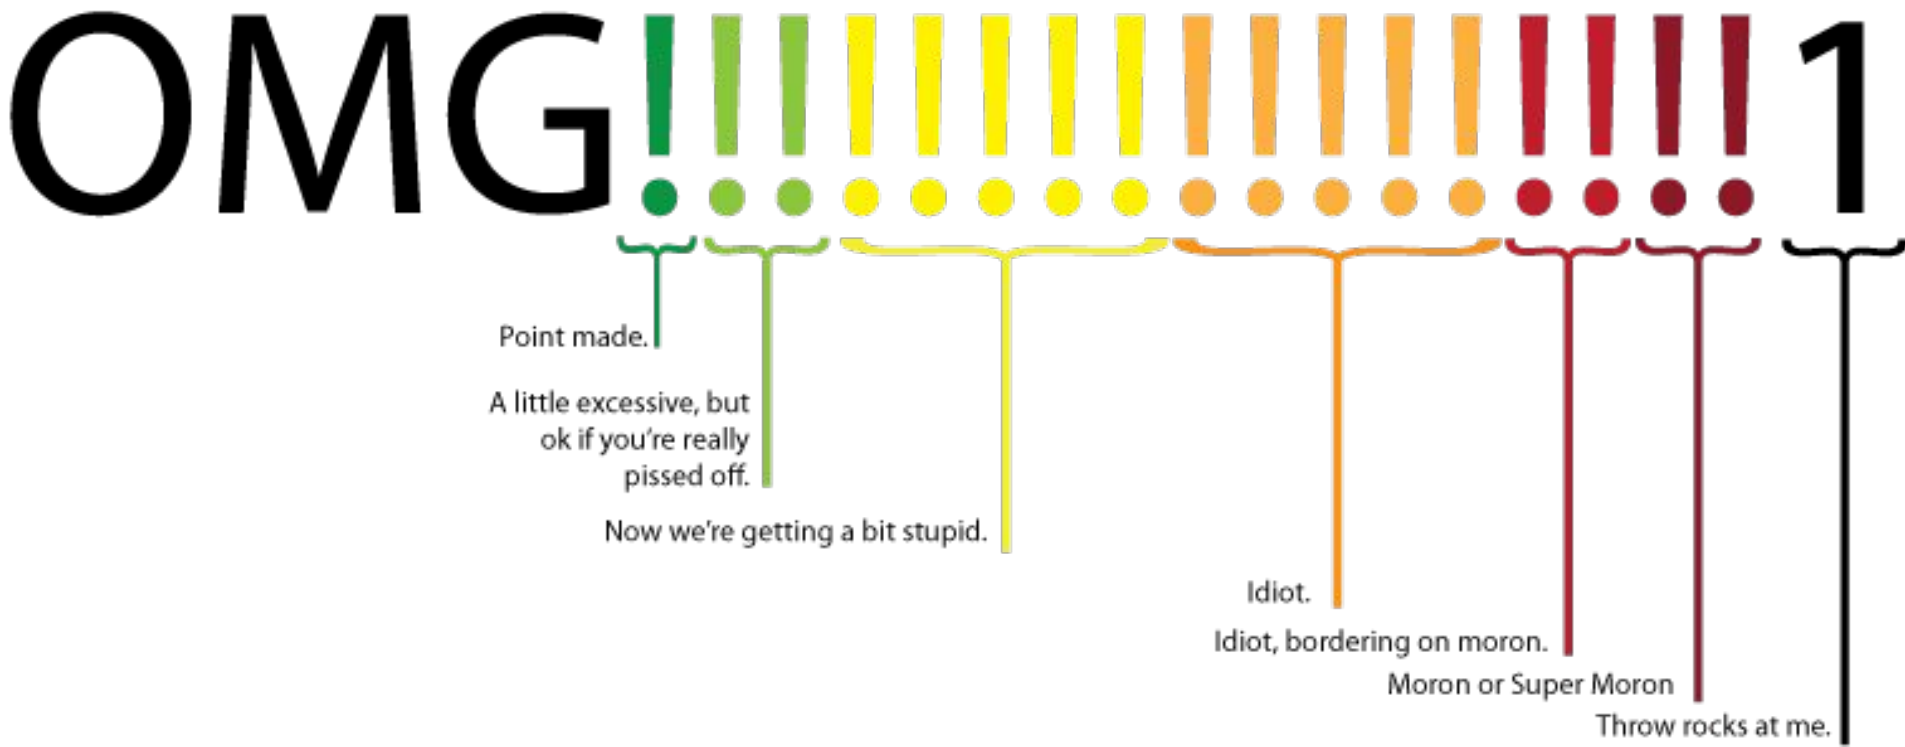 OMG!!!!!!!!!!!!!!!!!1
Point made.
A little excessive, but
ok if you're really
pissed off.
Now we're getting a bit stupid.
Idiot.
Idiot, bordering on moron.
Moron or Super Moron
Throw rocks at me.